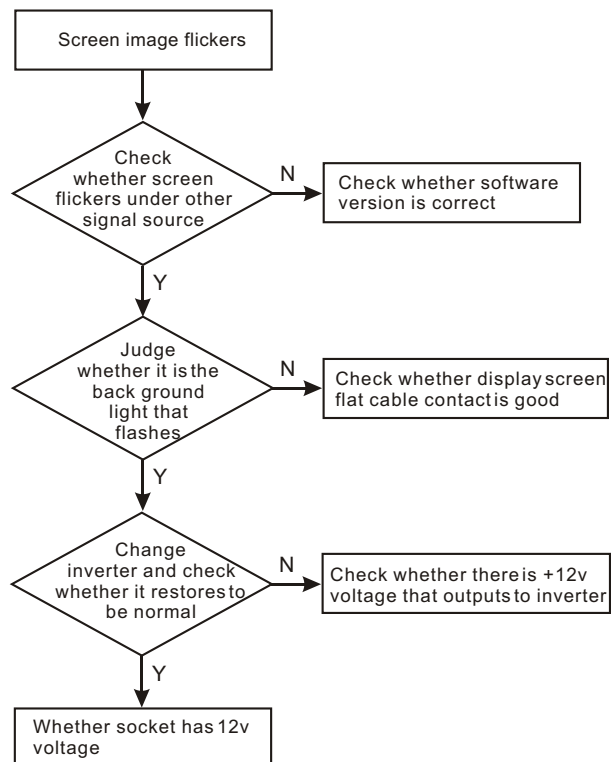 Screen image flickers
Check
whether screen
flickers under other
signal source
N
Check whether software
version is correct
Y
Judge
whether it is the
back ground
light that
flashes
N
Check whether display screen
flat cable contact is good
Y
Change
inverter and check
whether it restores to
be normal
N
Check whether there is +12v
voltage that outputs to inverter
Y
Whether socket has 12v
voltage